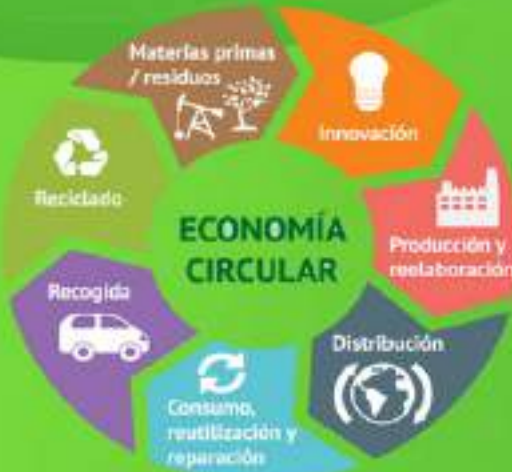 Materias primas
/ residuos
Innovación
Producción y
reelaboración
Distribución
Consumo,
reutilización y
reparación
Recogida
Reciclado
ECONOMÍA
CIRCULAR